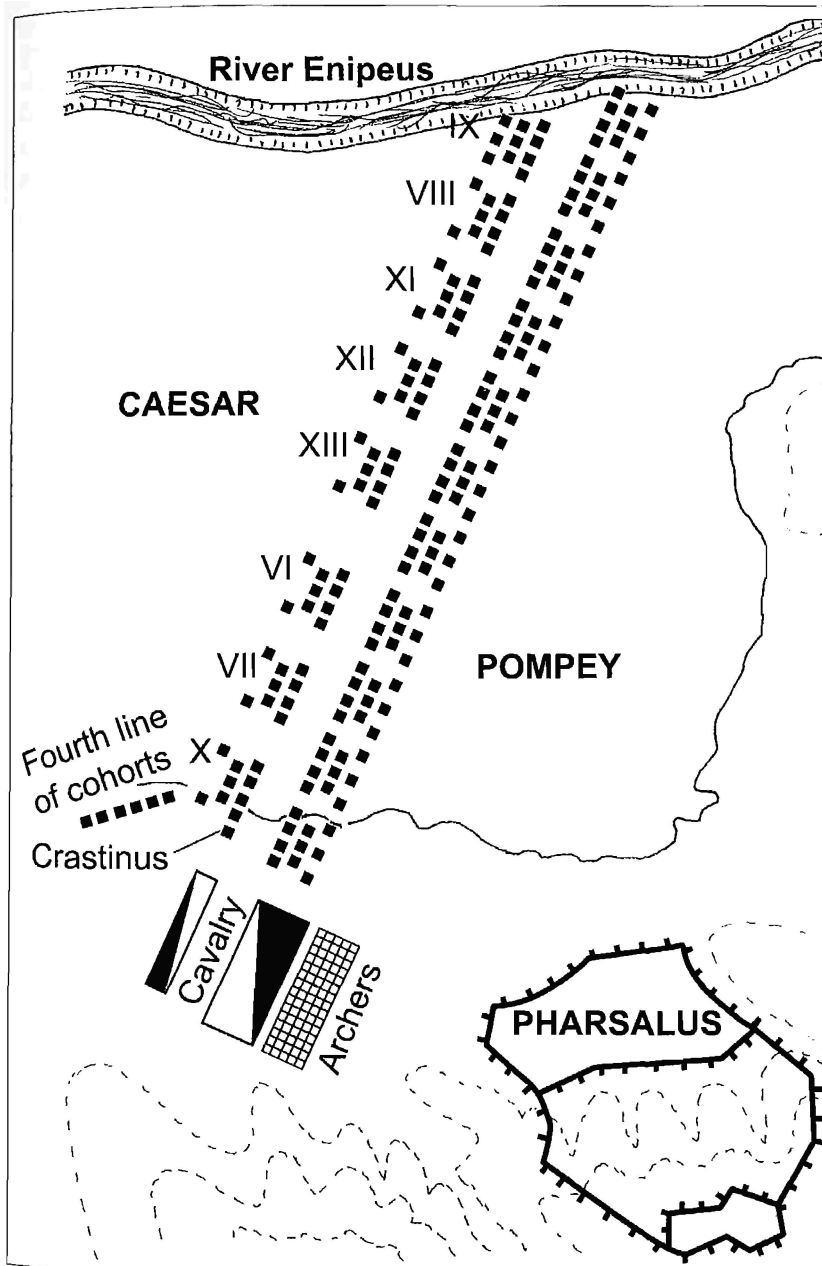 River Enipeus
IX
VIII
XI
XII
CAESAR
XIII
VI
POMPEY
VII
X
Fourth line
of cohorts
Crastinus
Cavalry
Archers
PHARSALUS